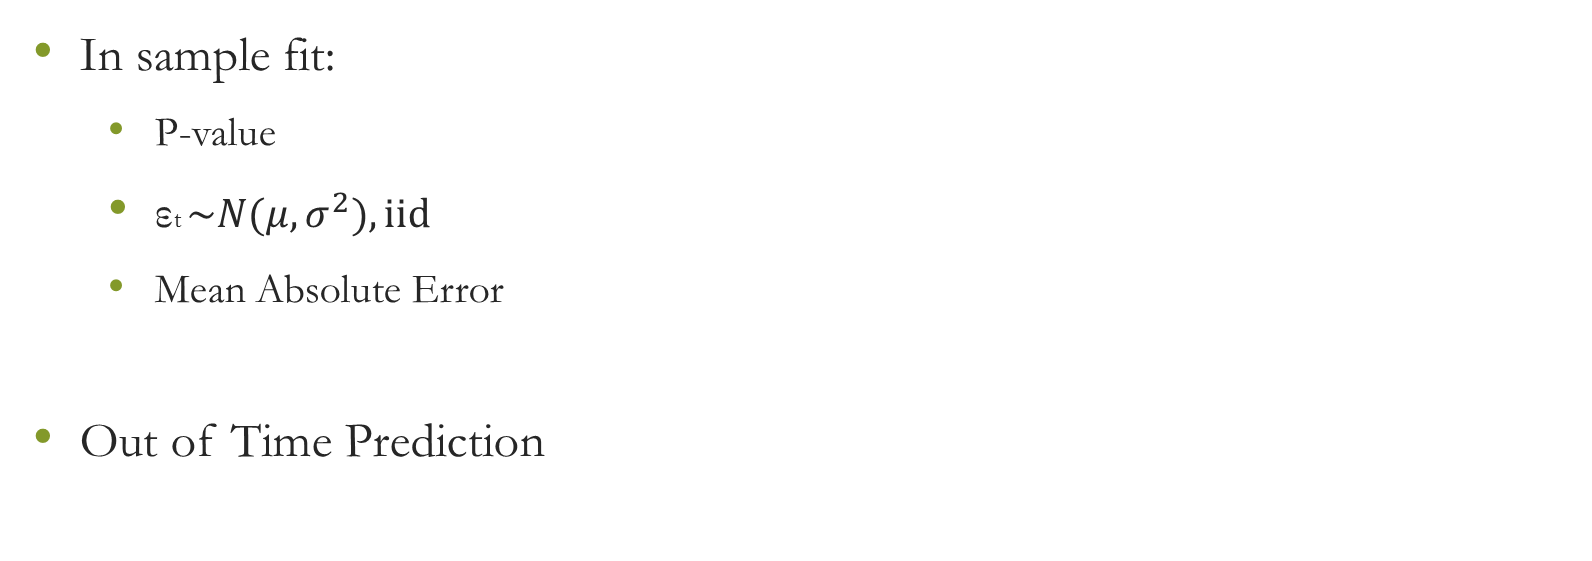 • In sample fit:
• P-value
• εₜ~N(μ, σ²), iid
• Mean Absolute Error
• Out of Time Prediction